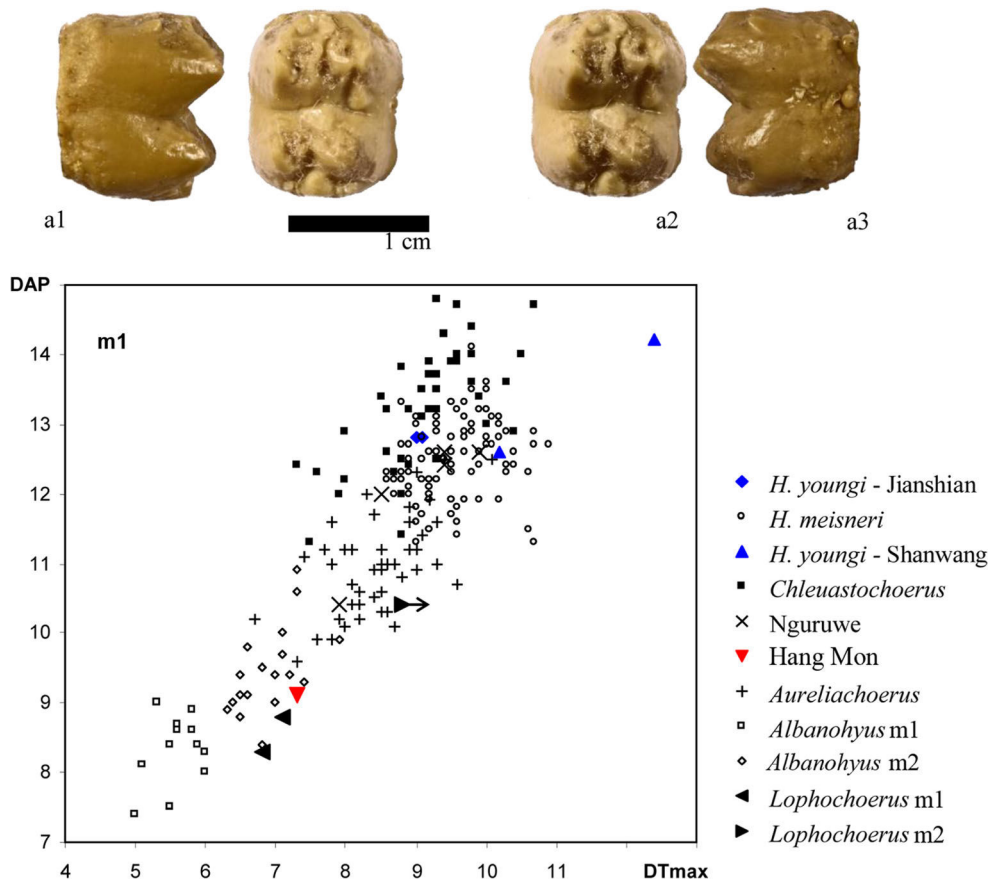 a1
a2
a3
1 cm
DAP
m1
14
13
12
11
10
9
8
7
4
5
6
7
8
9
10
11
DTmax
H. youngi - Jianshian
H. meisneri
H. youngi - Shanwang
Chleuastochoerus
Nguruwe
Hang Mon
Aureliachoerus
Albanohyus m1
Albanohyus m2
Lophochoerus m1
Lophochoerus m2